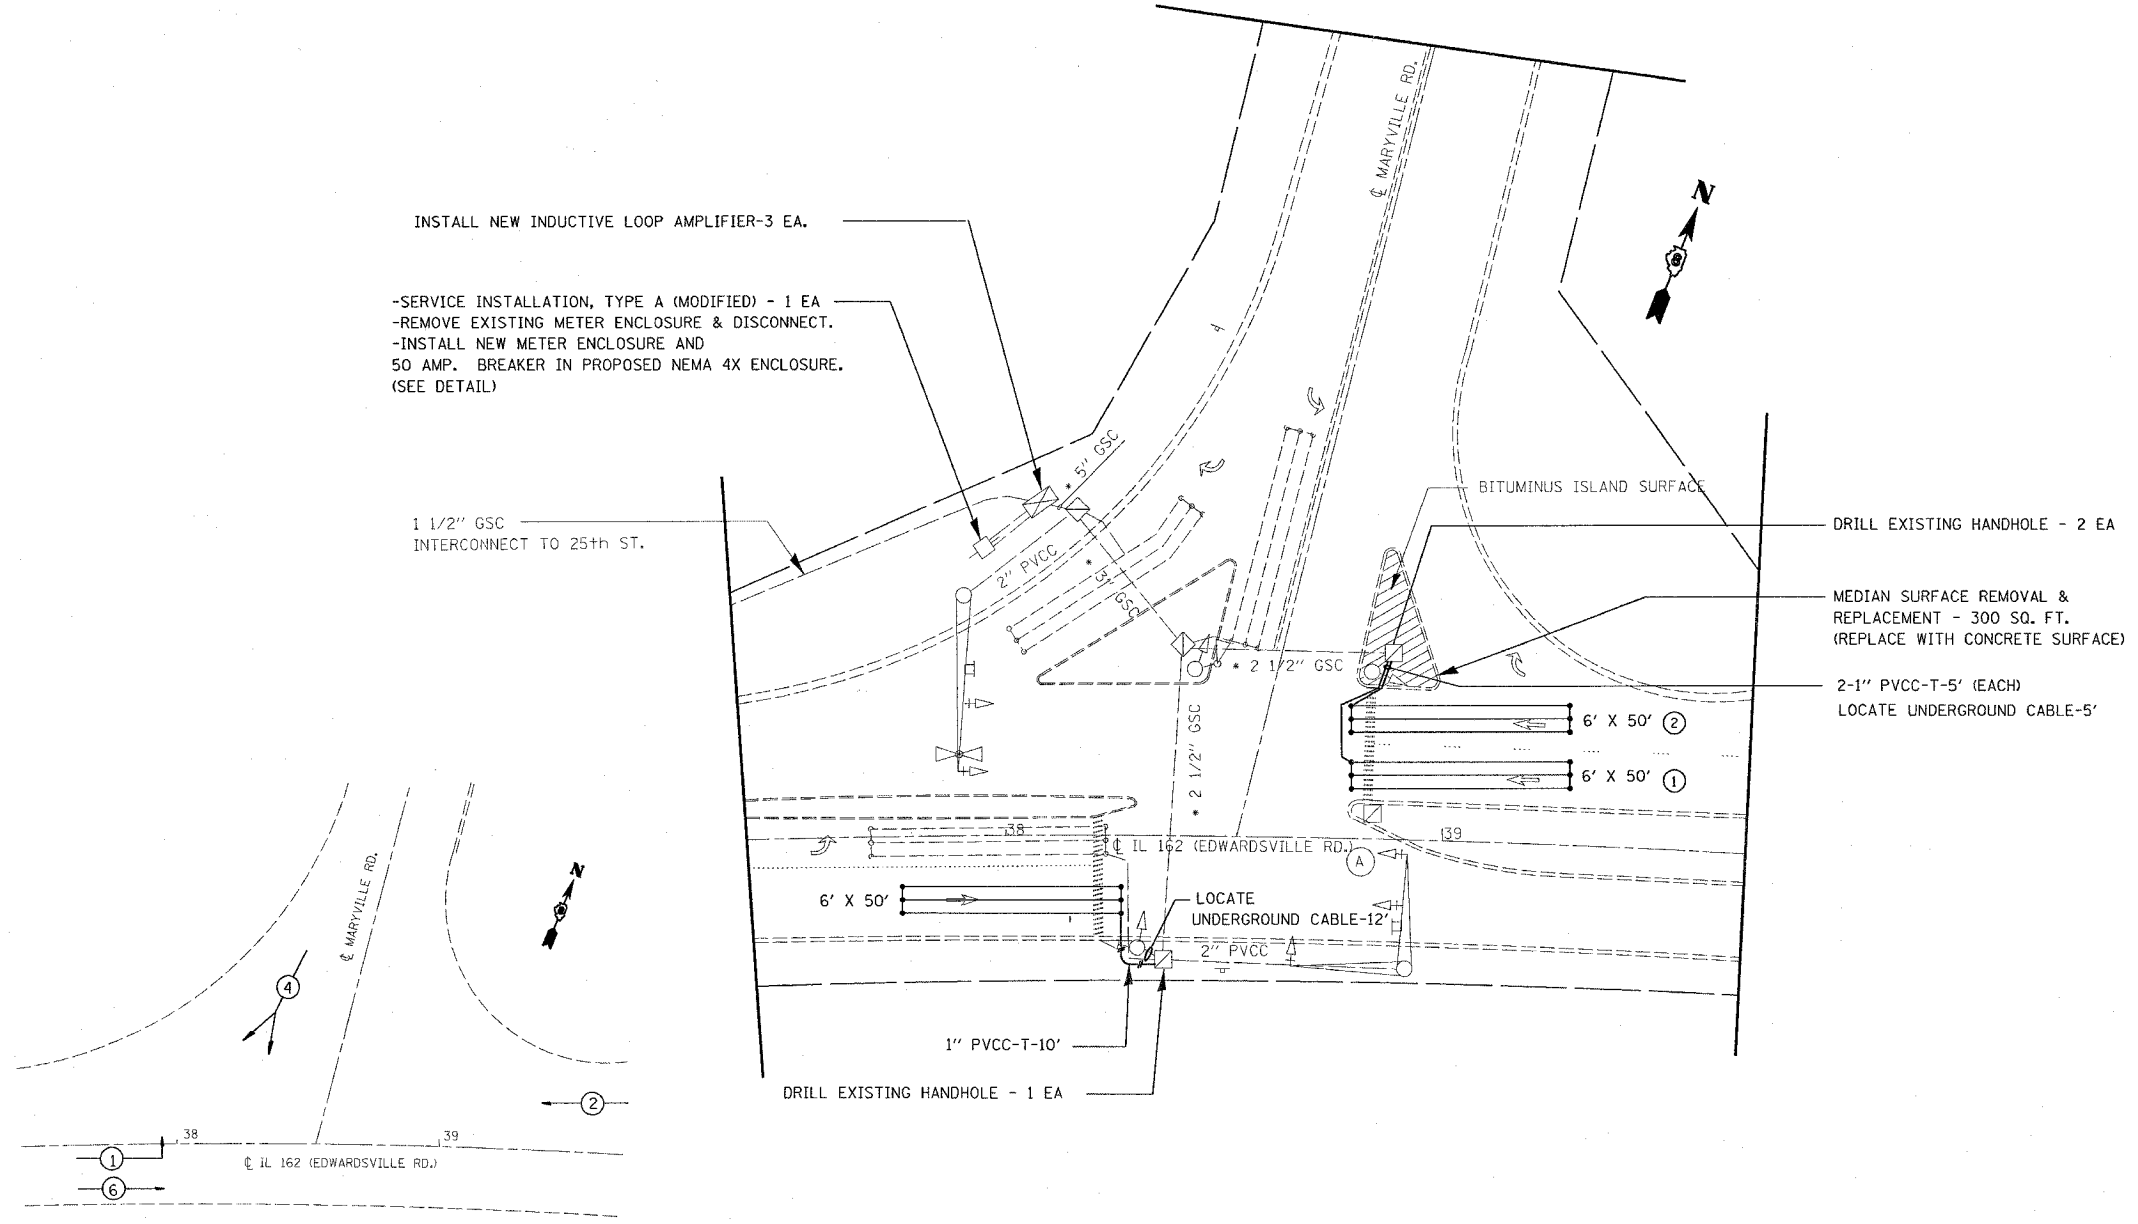 ℄ MARYVILLE RD.
N
8
INSTALL NEW INDUCTIVE LOOP AMPLIFIER-3 EA.
-SERVICE INSTALLATION, TYPE A (MODIFIED) - 1 EA
-REMOVE EXISTING METER ENCLOSURE & DISCONNECT.
-INSTALL NEW METER ENCLOSURE AND
50 AMP. BREAKER IN PROPOSED NEMA 4X ENCLOSURE.
(SEE DETAIL)
4
* 5" GSC
BITUMINUS ISLAND SURFACE
1 1/2" GSC
INTERCONNECT TO 25th ST.
DRILL EXISTING HANDHOLE - 2 EA
2" PVCC
* 3" GSC
MEDIAN SURFACE REMOVAL &
REPLACEMENT - 300 SQ. FT.
(REPLACE WITH CONCRETE SURFACE)
* 2 1/2" GSC
2-1" PVCC-T-5' (EACH)
LOCATE UNDERGROUND CABLE-5'
6' X 50' 2
* 2 1/2" GSC
6' X 50' 1
38
39
℄ IL 162 (EDWARDSVILLE RD.)
A
6' X 50'
LOCATE
UNDERGROUND CABLE-12'
2" PVCC
1" PVCC-T-10'
DRILL EXISTING HANDHOLE - 1 EA
℄ MARYVILLE RD.
N
4
2
38
39
1
℄ IL 162 (EDWARDSVILLE RD.)
6